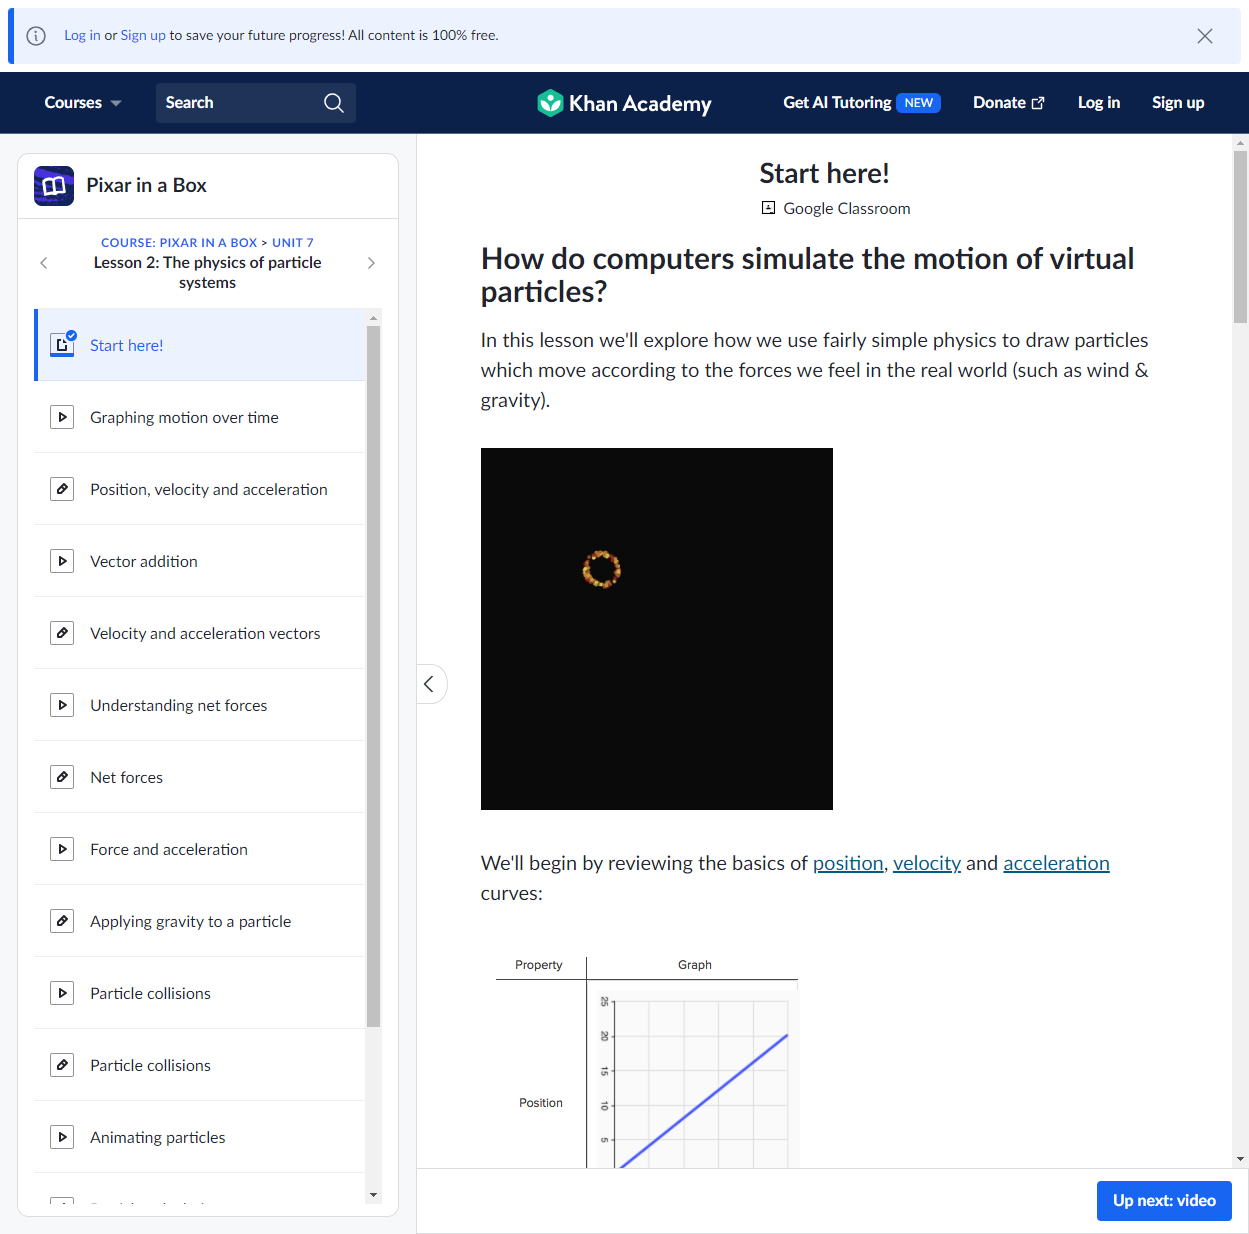 Log in or Sign up to save your future progress! All content is 100% free.
Courses
Search
Khan Academy
Get AI Tutoring NEW
Donate
Log in
Sign up
Pixar in a Box
COURSE: PIXAR IN A BOX > UNIT 7
Lesson 2: The physics of particle
systems
Start here!
Graphing motion over time
Position, velocity and acceleration
Vector addition
Velocity and acceleration vectors
Understanding net forces
Net forces
Force and acceleration
Applying gravity to a particle
Particle collisions
Particle collisions
Animating particles
Start here!
Google Classroom
How do computers simulate the motion of virtual
particles?
In this lesson we'll explore how we use fairly simple physics to draw particles
which move according to the forces we feel in the real world (such as wind &
gravity).
We'll begin by reviewing the basics of position, velocity and acceleration
curves:
Property
Graph
Position
25
20
15
10
5
Up next: video